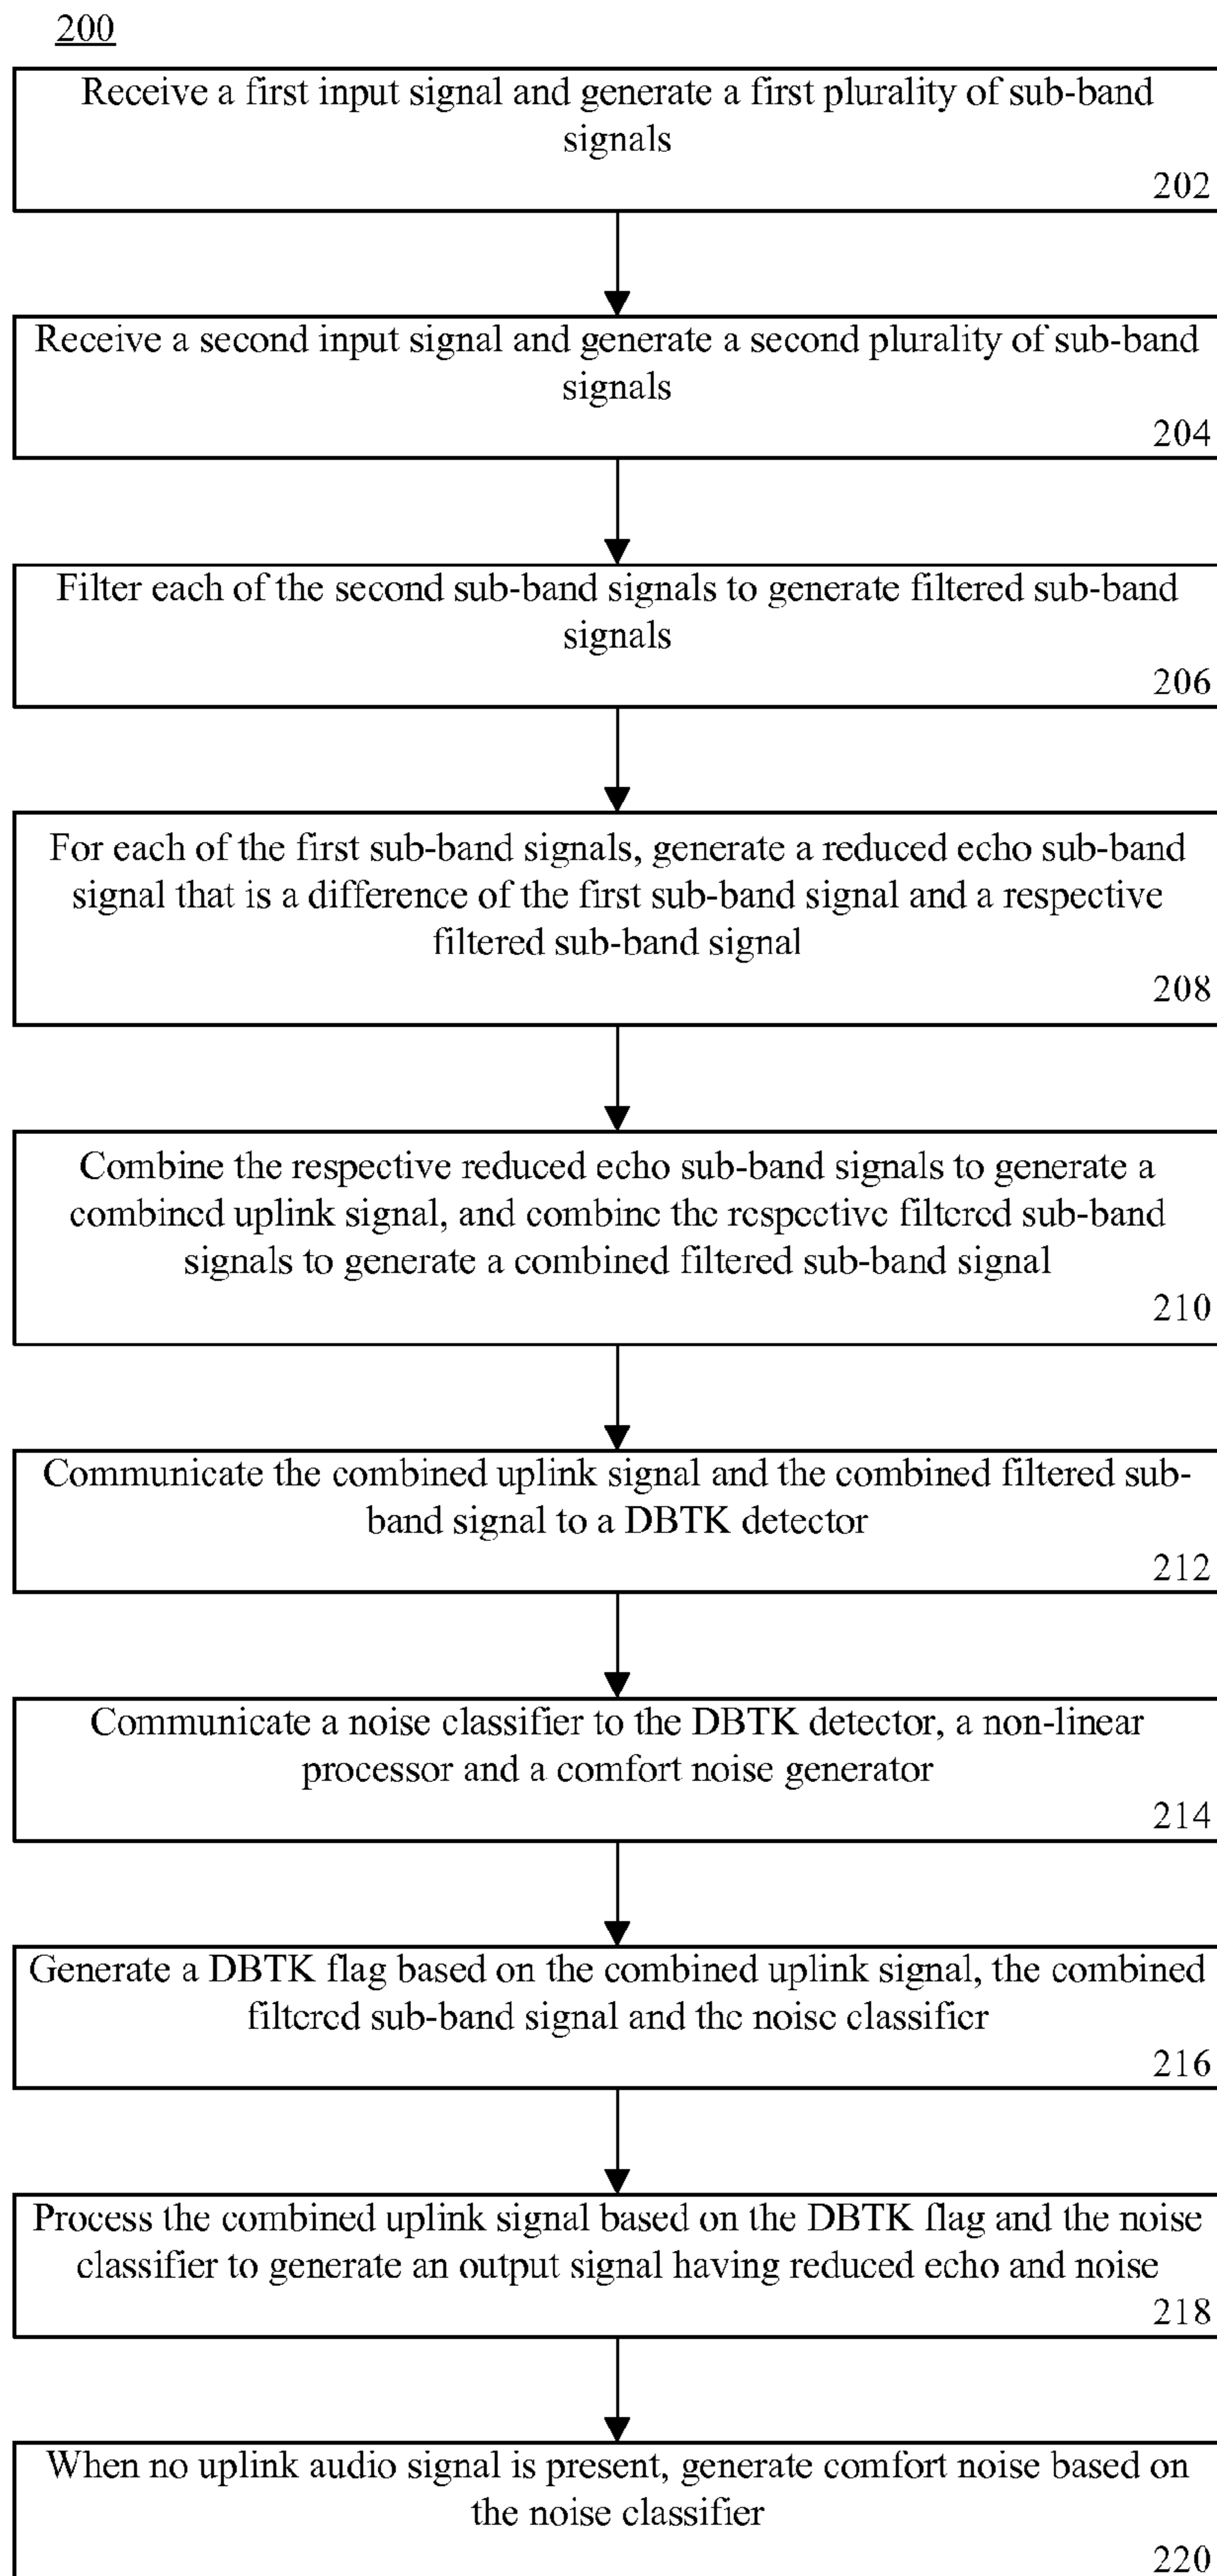 200
Receive a first input signal and generate a first plurality of sub-band
signals
202
Receive a second input signal and generate a second plurality of sub-band
signals
204
Filter each of the second sub-band signals to generate filtered sub-band
signals
206
For each of the first sub-band signals, generate a reduced echo sub-band
signal that is a difference of the first sub-band signal and a respective
filtered sub-band signal
208
Combine the respective reduced echo sub-band signals to generate a
combined uplink signal, and combine the respective filtered sub-band
signals to generate a combined filtered sub-band signal
210
Communicate the combined uplink signal and the combined filtered sub-
band signal to a DBTK detector
212
Communicate a noise classifier to the DBTK detector, a non-linear
processor and a comfort noise generator
214
Generate a DBTK flag based on the combined uplink signal, the combined
filtered sub-band signal and the noise classifier
216
Process the combined uplink signal based on the DBTK flag and the noise
classifier to generate an output signal having reduced echo and noise
218
When no uplink audio signal is present, generate comfort noise based on
the noise classifier
220